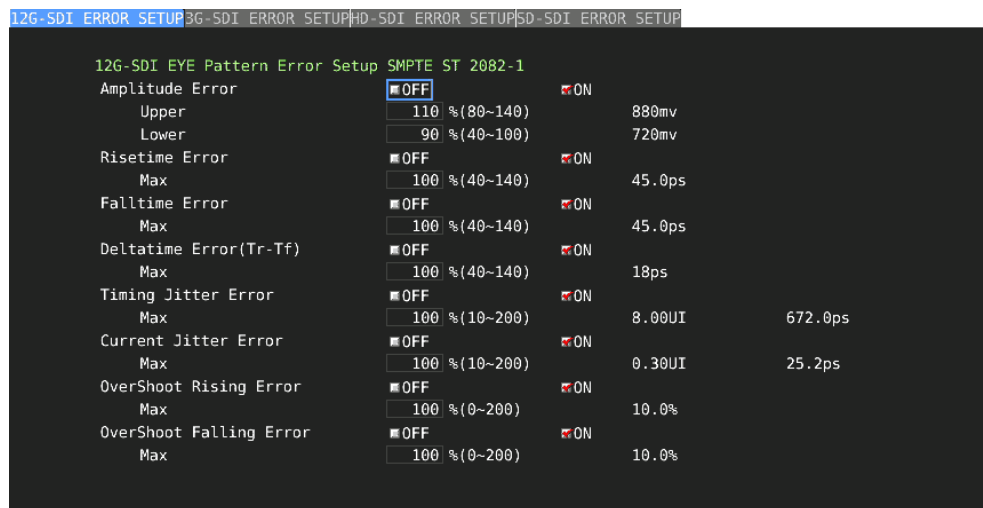 12G-SDI ERROR SETUP 3G-SDI ERROR SETUP HD-SDI ERROR SETUP SD-SDI ERROR SETUP
12G-SDI EYE Pattern Error Setup SMPTE ST 2082-1
Amplitude Error OFF ON
Upper 110 %(80~140) 880mv
Lower 90 %(40~100) 720mv
Risetime Error OFF ON
Max 100 %(40~140) 45.0ps
Falltime Error OFF ON
Max 100 %(40~140) 45.0ps
Deltatime Error(Tr-Tf) OFF ON
Max 100 %(40~140) 18ps
Timing Jitter Error OFF ON
Max 100 %(10~200) 8.00UI 672.0ps
Current Jitter Error OFF ON
Max 100 %(10~200) 0.30UI 25.2ps
OverShoot Rising Error OFF ON
Max 100 %(0~200) 10.0%
OverShoot Falling Error OFF ON
Max 100 %(0~200) 10.0%